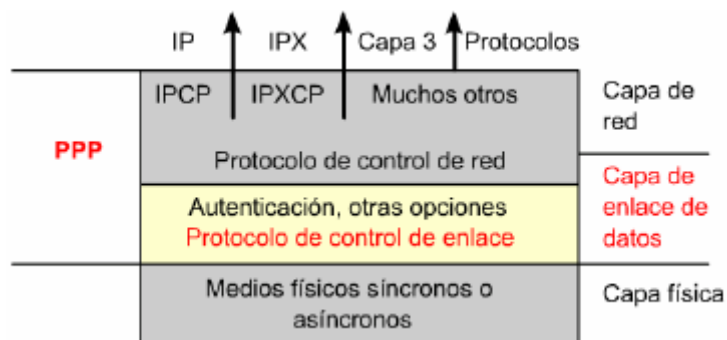 IP IPX Capa 3 Protocolos
IPCP IPXCP Muchos otros
Capa de
red
PPP
Protocolo de control de red
Capa de
enlace de
datos
Autenticación, otras opciones
Protocolo de control de enlace
Medios físicos síncronos o
asíncronos
Capa física